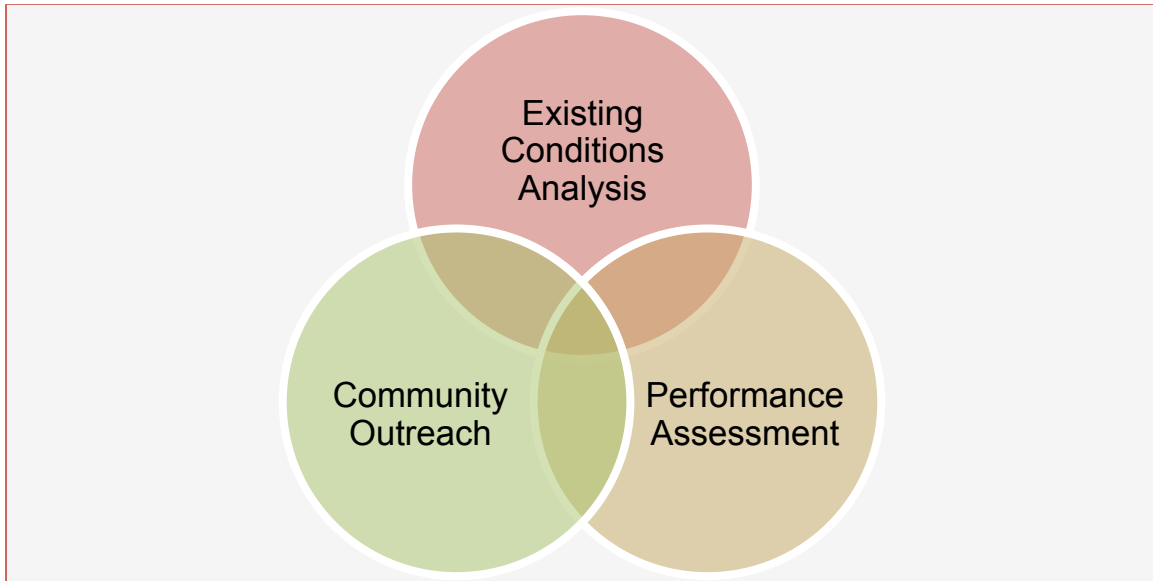 Existing
Conditions
Analysis
Community
Outreach
Performance
Assessment